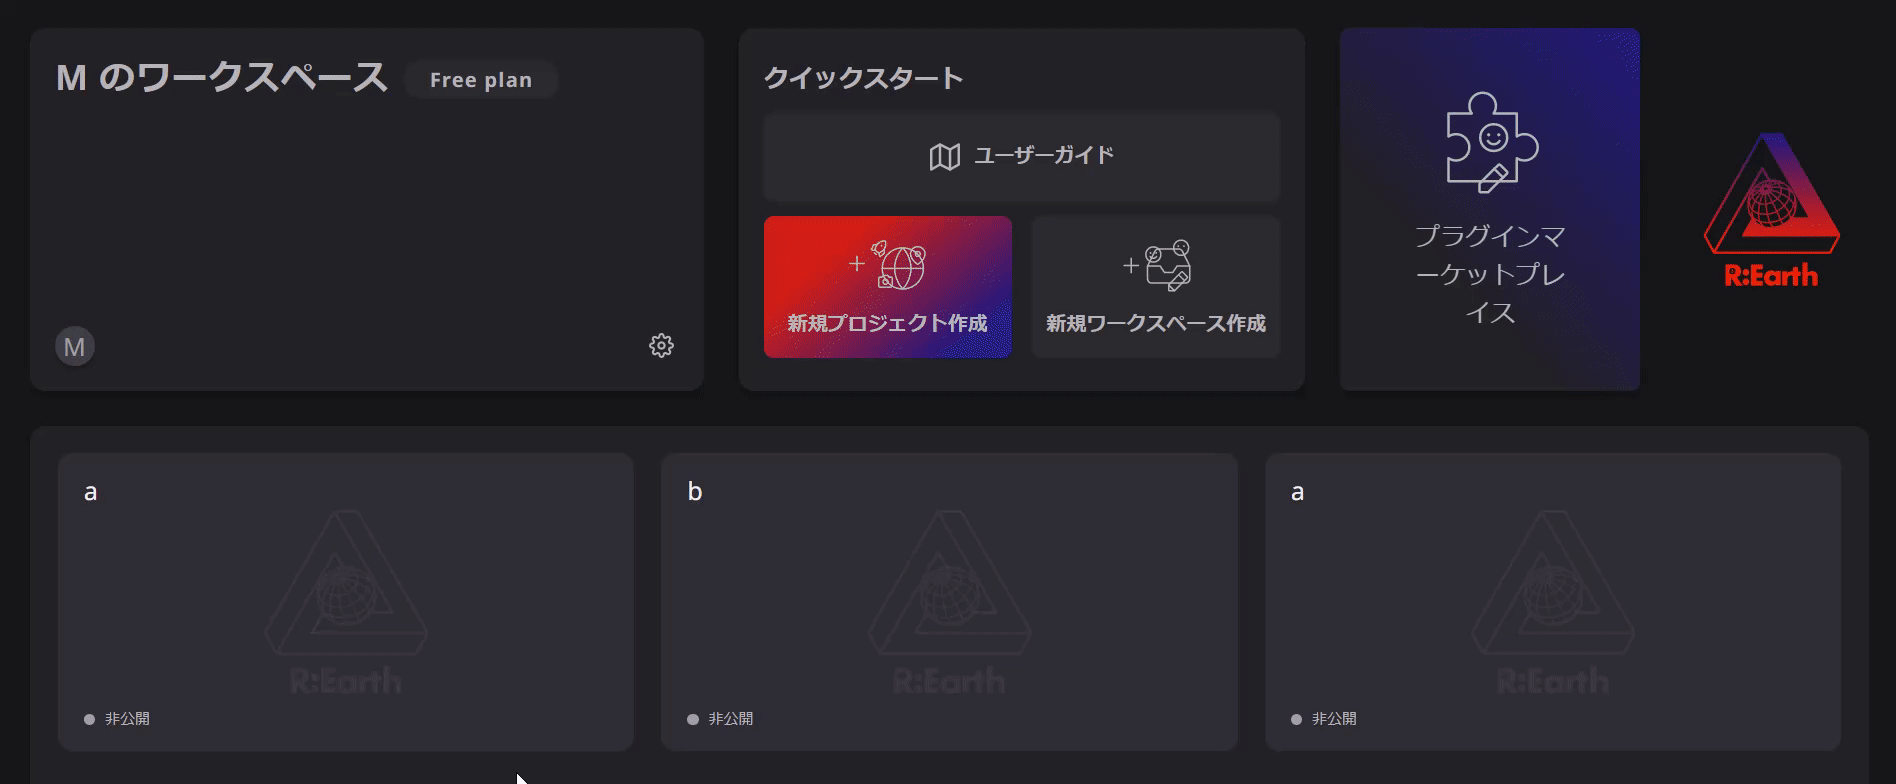 M のワークスペース
Free plan
M
クイックスタート
ユーザーガイド
新規プロジェクト作成
新規ワークスペース作成
プラグインマ
ーケットプレ
イス
R:Earth
a
R:Earth
非公開
b
R:Earth
非公開
a
R:Earth
非公開